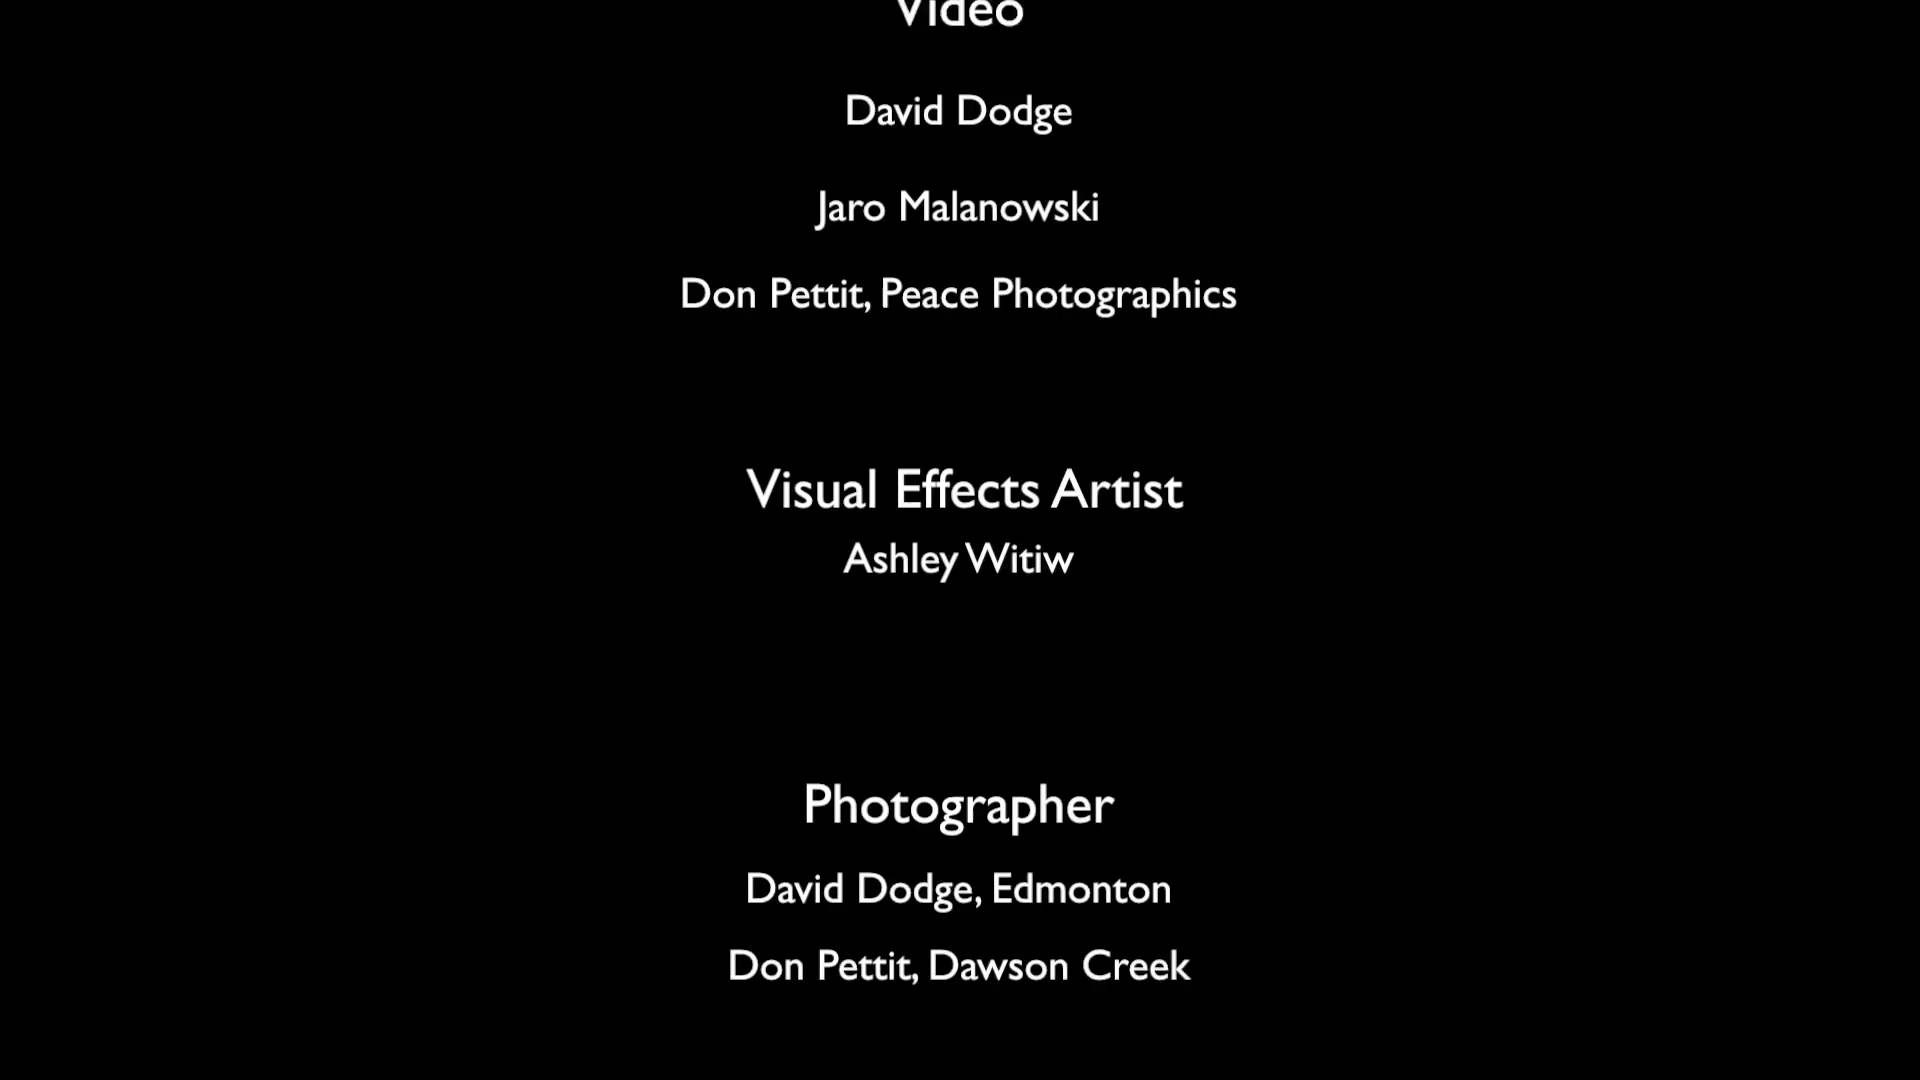 Video
David Dodge
Jaro Malanowski
Don Pettit, Peace Photographics
Visual Effects Artist
Ashley Witiw
Photographer
David Dodge, Edmonton
Don Pettit, Dawson Creek